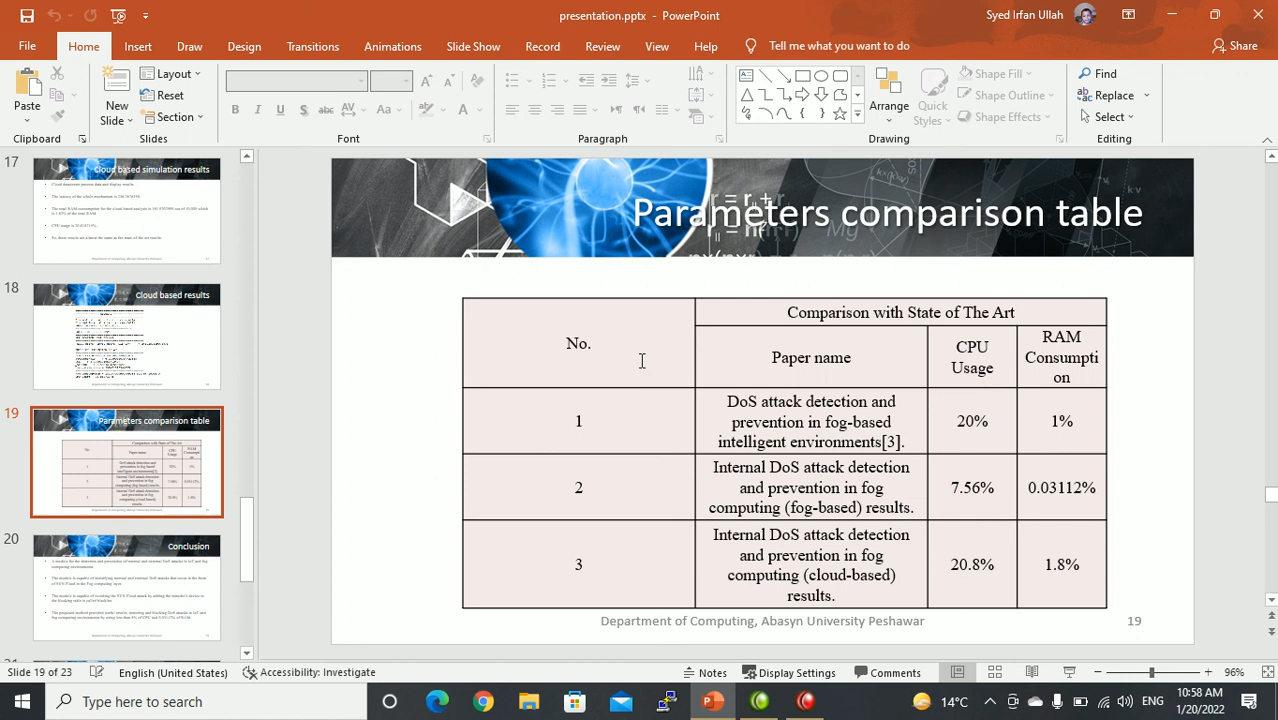 presentation.pptx - PowerPoint
Syed Irfan Ullah
File Home Insert Draw Design Transitions Animations Slide Show Record Review View Help Tell me what you want to do Share
Paste
New Slide
Layout
Reset
Section
B I U S abc AV Aa A
Shape Fill
Shape Outline
Shape Effects
Arrange
Quick Styles
Find
Replace
Select
Clipboard Slides Font Paragraph Drawing Editing
17
Cloud based simulation results
18
Cloud based results
19
Parameters comparison table
20
Conclusion
Parameters comparison table
Comparison with State of The Art
No.
Paper name
CPU Usage
RAM
Consumpti
on
DoS attack detection and
1 prevention in fog-based 20% 1%
intelligent envirments[3].
Internal DoS attack detection
2 and prevention in fog 7.56% 0.03112%
computing (fog-based) results.
Internal DoS attack detection
and prevention in fog
3 computing (cloud-based) 20.8% 1.8%
results.
Department of Computing, Abasyn University Peshawar 19
Slide 19 of 23 English (United States) Accessibility: Investigate Notes Display Settings Comments 96%
Type here to search
14°C
ENG
10:58 AM
1/20/2022